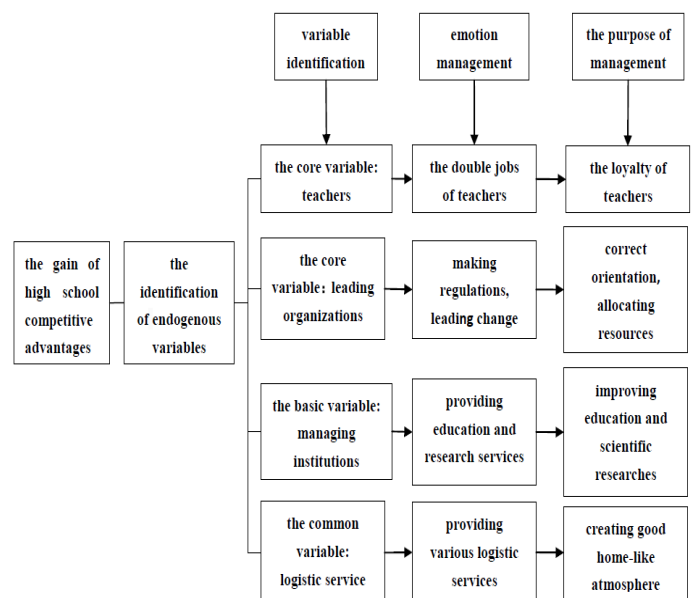 variable
identification
emotion
management
the purpose of
management
the core variable:
teachers
the double jobs
of teachers
the loyalty of
teachers
the gain of
high school
competitive
advantages
the
identification
of endogenous
variables
the core
variable: leading
organizations
making
regulations,
leading change
correct
orientation,
allocating
resources
the basic variable:
managing
institutions
providing
education and
research services
improving
education and
scientific
researches
the common
variable:
logistic service
providing
various logistic
services
creating good
home-like
atmosphere